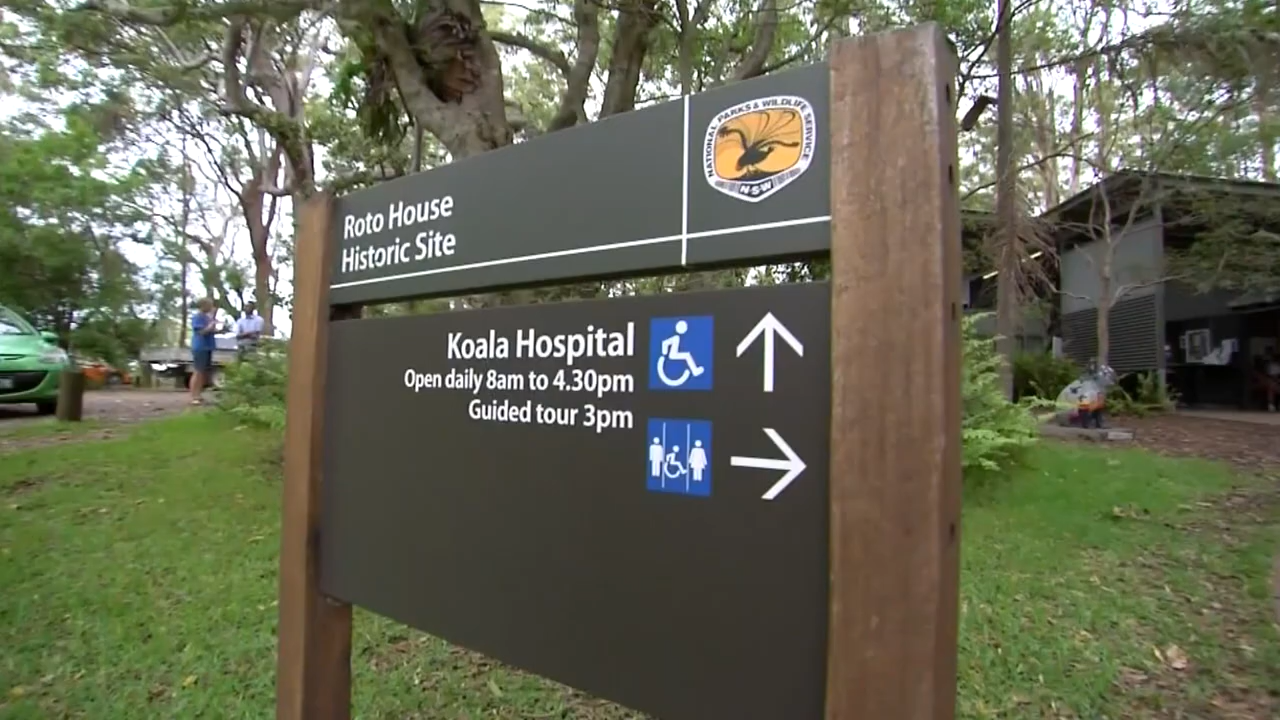 Roto House
Historic Site
NATIONAL PARKS & WILDLIFE SERVICE
N·S·W
Koala Hospital
Open daily 8am to 4.30pm
Guided tour 3pm